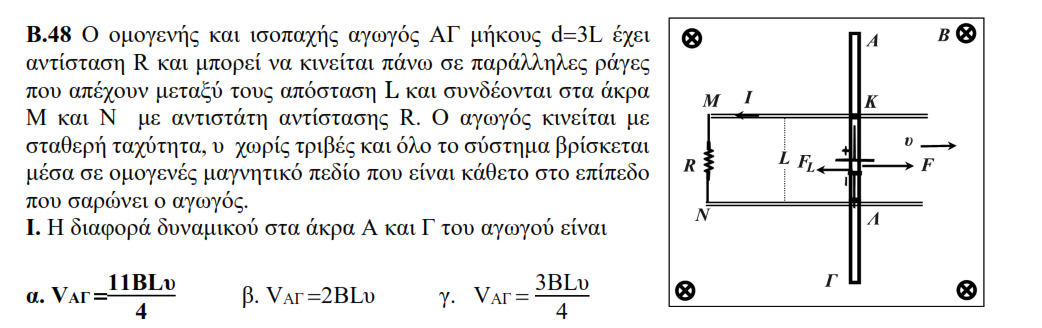 Β.48 Ο ομογενής και ισοπαχής αγωγός ΑΓ μήκους d=3L έχει
αντίσταση R και μπορεί να κινείται πάνω σε παράλληλες ράγες
που απέχουν μεταξύ τους απόσταση L και συνδέονται στα άκρα
Μ και Ν με αντιστάτη αντίστασης R. Ο αγωγός κινείται με
σταθερή ταχύτητα, υ χωρίς τριβές και όλο το σύστημα βρίσκεται
μέσα σε ομογενές μαγνητικό πεδίο που είναι κάθετο στο επίπεδο
που σαρώνει ο αγωγός.
Ι. Η διαφορά δυναμικού στα άκρα Α και Γ του αγωγού είναι
α. VΑΓ=11BLυ/4 β. VΑΓ=2BLυ γ. VΑΓ=3BLυ/4
A B
M I K
υ
R L FL + - F
N Λ
Γ